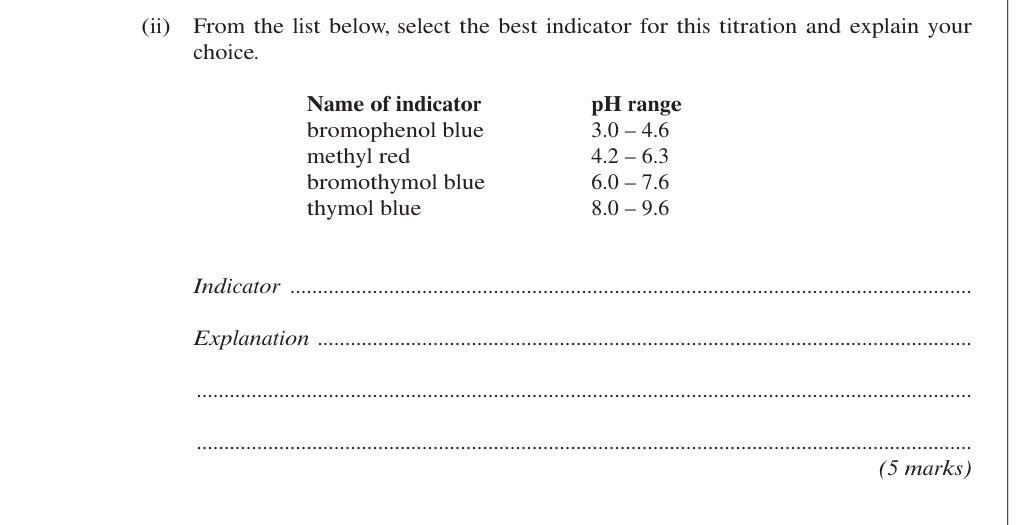 (ii) From the list below, select the best indicator for this titration and explain your
choice.
Name of indicator pH range
bromophenol blue 3.0 – 4.6
methyl red 4.2 – 6.3
bromothymol blue 6.0 – 7.6
thymol blue 8.0 – 9.6
Indicator ................................................................................................................................
Explanation ...........................................................................................................................
..................................................................................................................................................
..................................................................................................................................................
(5 marks)